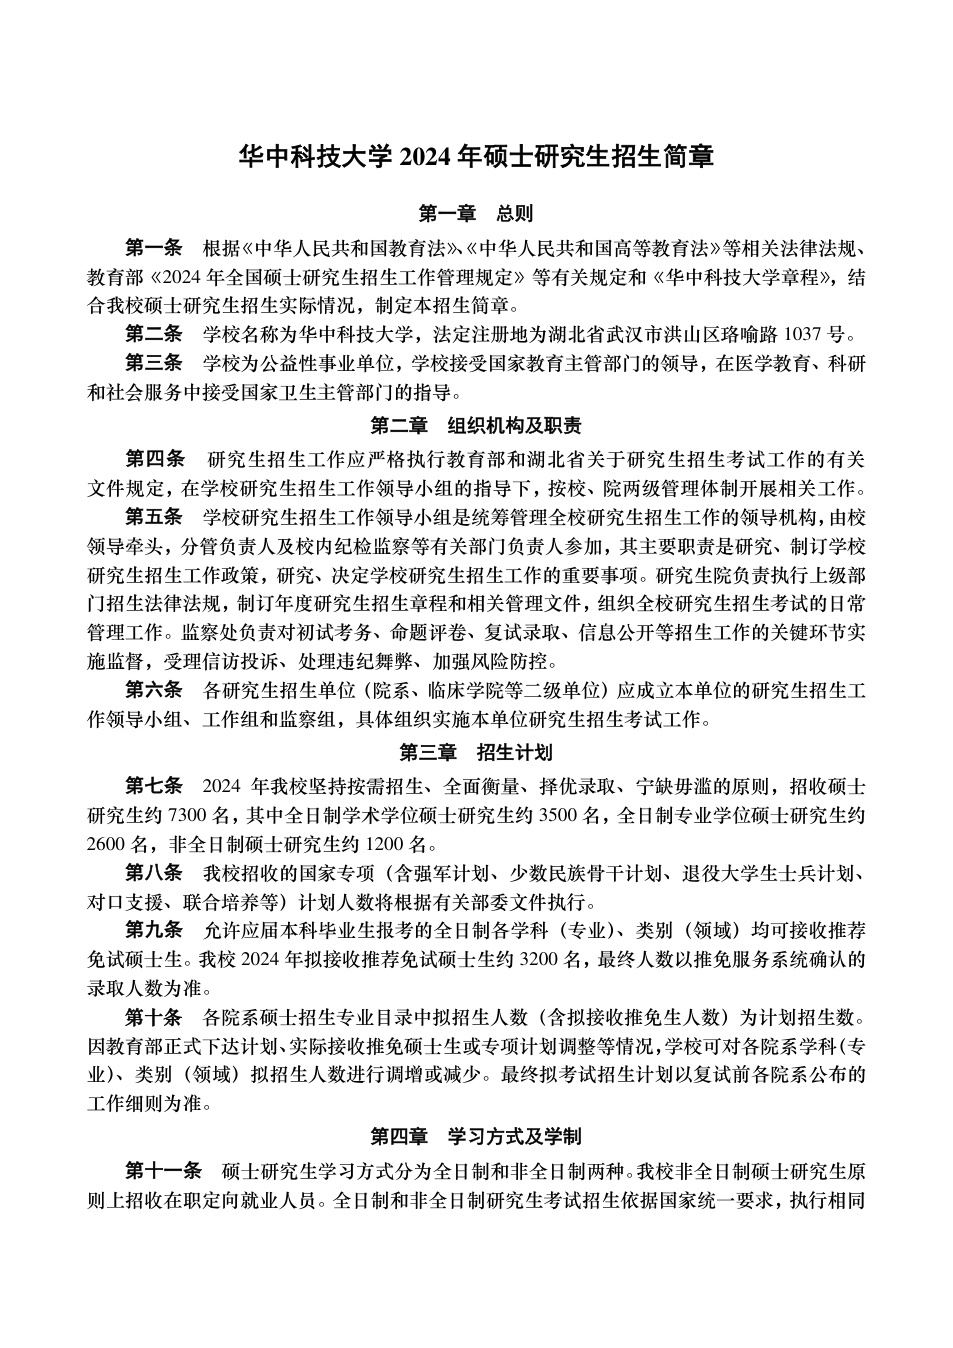 华中科技大学 2024 年硕士研究生招生简章
第一章 总则
第一条 根据《中华人民共和国教育法》、《中华人民共和国高等教育法》等相关法律法规、
教育部《2024 年全国硕士研究生招生工作管理规定》等有关规定和《华中科技大学章程》，结
合我校硕士研究生招生实际情况，制定本招生简章。
第二条 学校名称为华中科技大学，法定注册地为湖北省武汉市洪山区珞喻路 1037 号。
第三条 学校为公益性事业单位，学校接受国家教育主管部门的领导，在医学教育、科研
和社会服务中接受国家卫生主管部门的指导。
第二章 组织机构及职责
第四条 研究生招生工作应严格执行教育部和湖北省关于研究生招生考试工作的有关
文件规定，在学校研究生招生工作领导小组的指导下，按校、院两级管理体制开展相关工作。
第五条 学校研究生招生工作领导小组是统筹管理全校研究生招生工作的领导机构，由校
领导牵头，分管负责人及校内纪检监察等有关部门负责人参加，其主要职责是研究、制订学校
研究生招生工作政策，研究、决定学校研究生招生工作的重要事项。研究生院负责执行上级部
门招生法律法规，制订年度研究生招生章程和相关管理文件，组织全校研究生招生考试的日常
管理工作。监察处负责对初试考务、命题评卷、复试录取、信息公开等招生工作的关键环节实
施监督，受理信访投诉、处理违纪舞弊、加强风险防控。
第六条 各研究生招生单位（院系、临床学院等二级单位）应成立本单位的研究生招生工
作领导小组、工作组和监察组，具体组织实施本单位研究生招生考试工作。
第三章 招生计划
第七条 2024 年我校坚持按需招生、全面衡量、择优录取、宁缺毋滥的原则，招收硕士
研究生约 7300 名，其中全日制学术学位硕士研究生约 3500 名，全日制专业学位硕士研究生约
2600 名，非全日制硕士研究生约 1200 名。
第八条 我校招收的国家专项（含强军计划、少数民族骨干计划、退役大学生士兵计划、
对口支援、联合培养等）计划人数将根据有关部委文件执行。
第九条 允许应届本科毕业生报考的全日制各学科（专业）、类别（领域）均可接收推荐
免试硕士生。我校 2024 年拟接收推荐免试硕士生约 3200 名，最终人数以推免服务系统确认的
录取人数为准。
第十条 各院系硕士招生专业目录中拟招生人数（含拟接收推免生人数）为计划招生数。
因教育部正式下达计划、实际接收推免硕士生或专项计划调整等情况，学校可对各院系学科（专
业）、类别（领域）拟招生人数进行调增或减少。最终拟考试招生计划以复试前各院系公布的
工作细则为准。
第四章 学习方式及学制
第十一条 硕士研究生学习方式分为全日制和非全日制两种。我校非全日制硕士研究生原
则上招收在职定向就业人员。全日制和非全日制研究生考试招生依据国家统一要求，执行相同